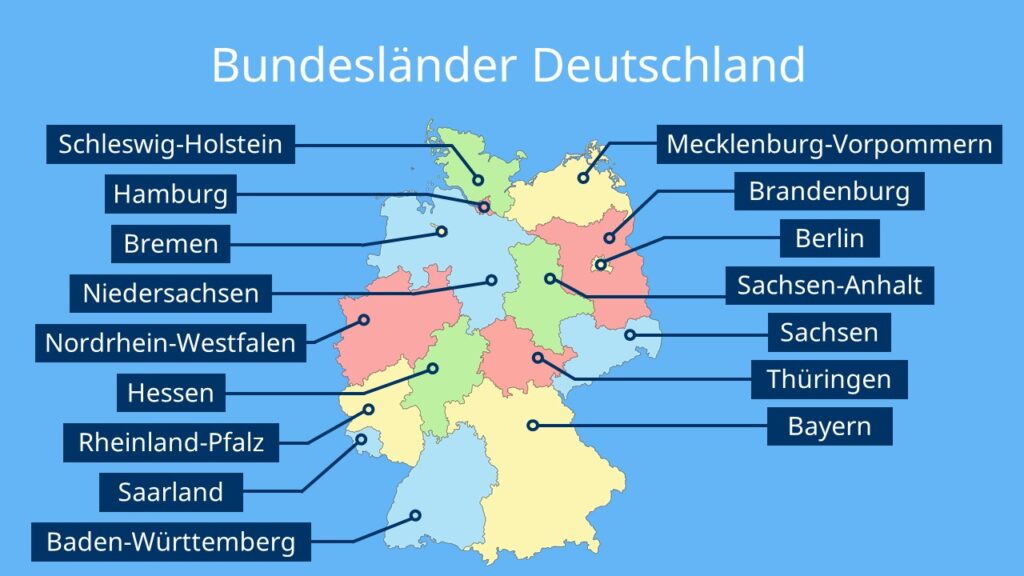 Bundesländer Deutschland
Schleswig-Holstein
Hamburg
Bremen
Niedersachsen
Nordrhein-Westfalen
Hessen
Rheinland-Pfalz
Saarland
Baden-Württemberg
Mecklenburg-Vorpommern
Brandenburg
Berlin
Sachsen-Anhalt
Sachsen
Thüringen
Bayern